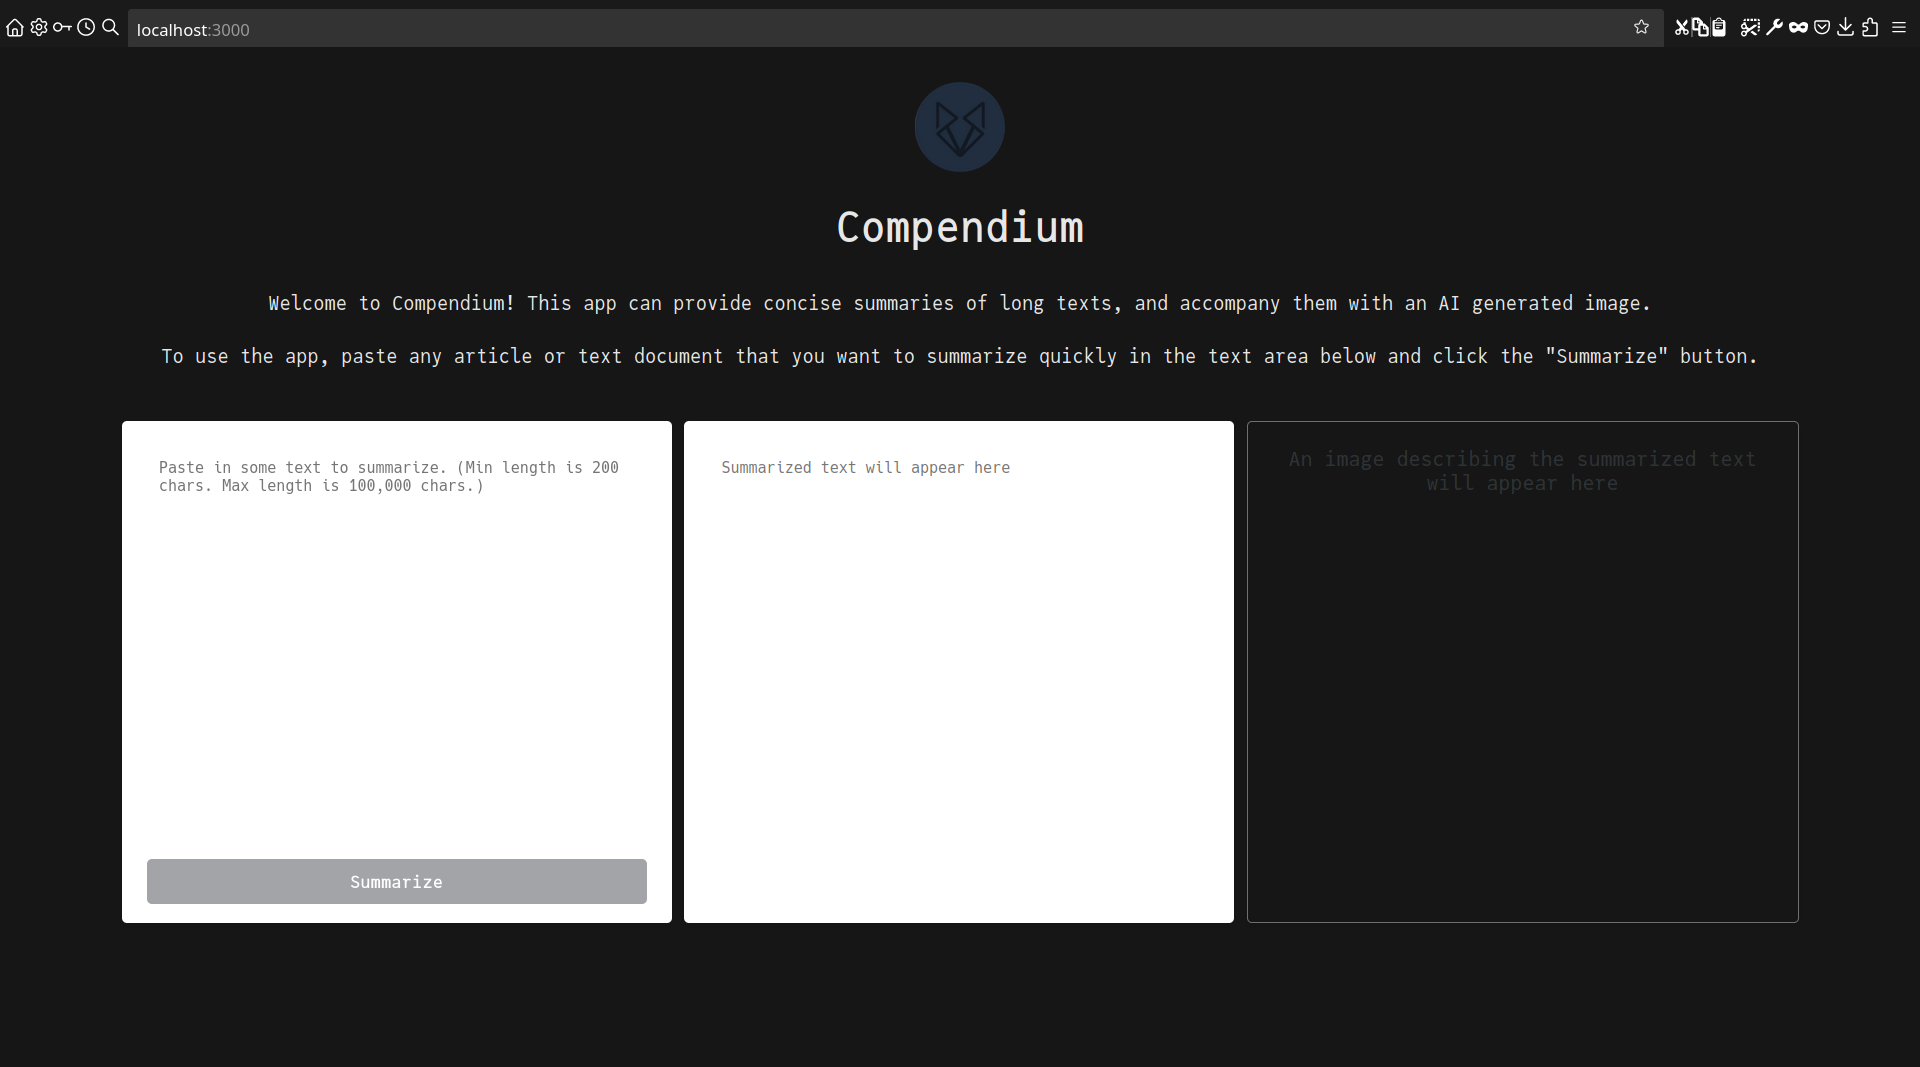 localhost:3000
Compendium
Welcome to Compendium! This app can provide concise summaries of long texts, and accompany them with an AI generated image.
To use the app, paste any article or text document that you want to summarize quickly in the text area below and click the "Summarize" button.
Paste in some text to summarize. (Min length is 200
chars. Max length is 100,000 chars.)
Summarize
Summarized text will appear here
An image describing the summarized text
will appear here